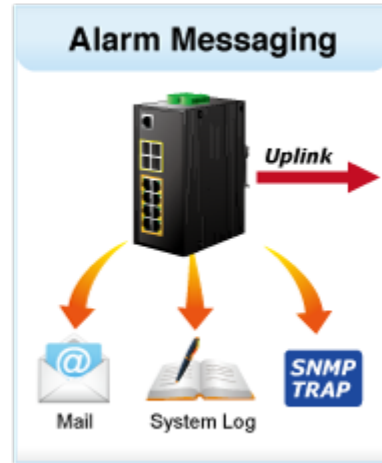 Alarm Messaging
Uplink
@
Mail
System Log
SNMP
TRAP